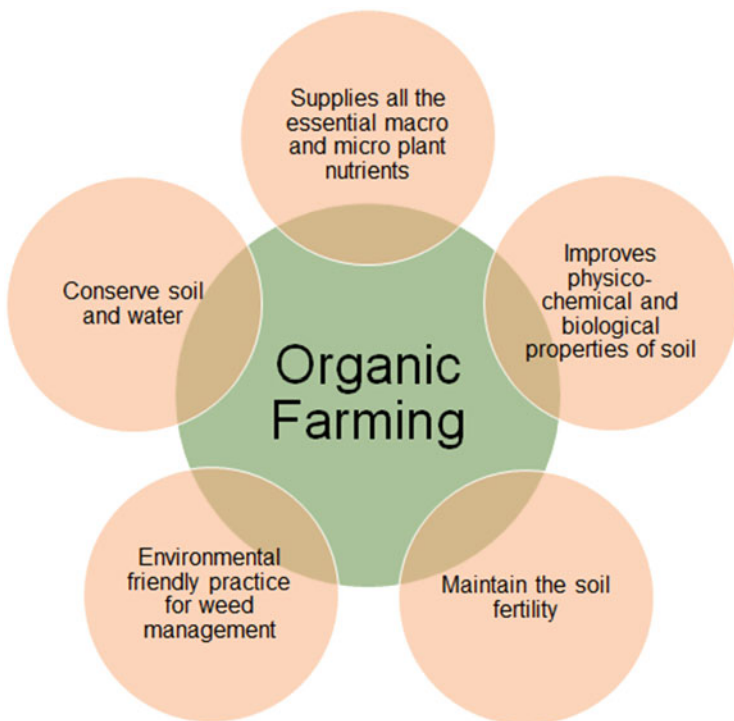 Supplies all the
essential macro
and micro plant
nutrients
Improves
physico-
chemical and
biological
properties of soil
Maintain the soil
fertility
Environmental
friendly practice
for weed
management
Conserve soil
and water
Organic
Farming